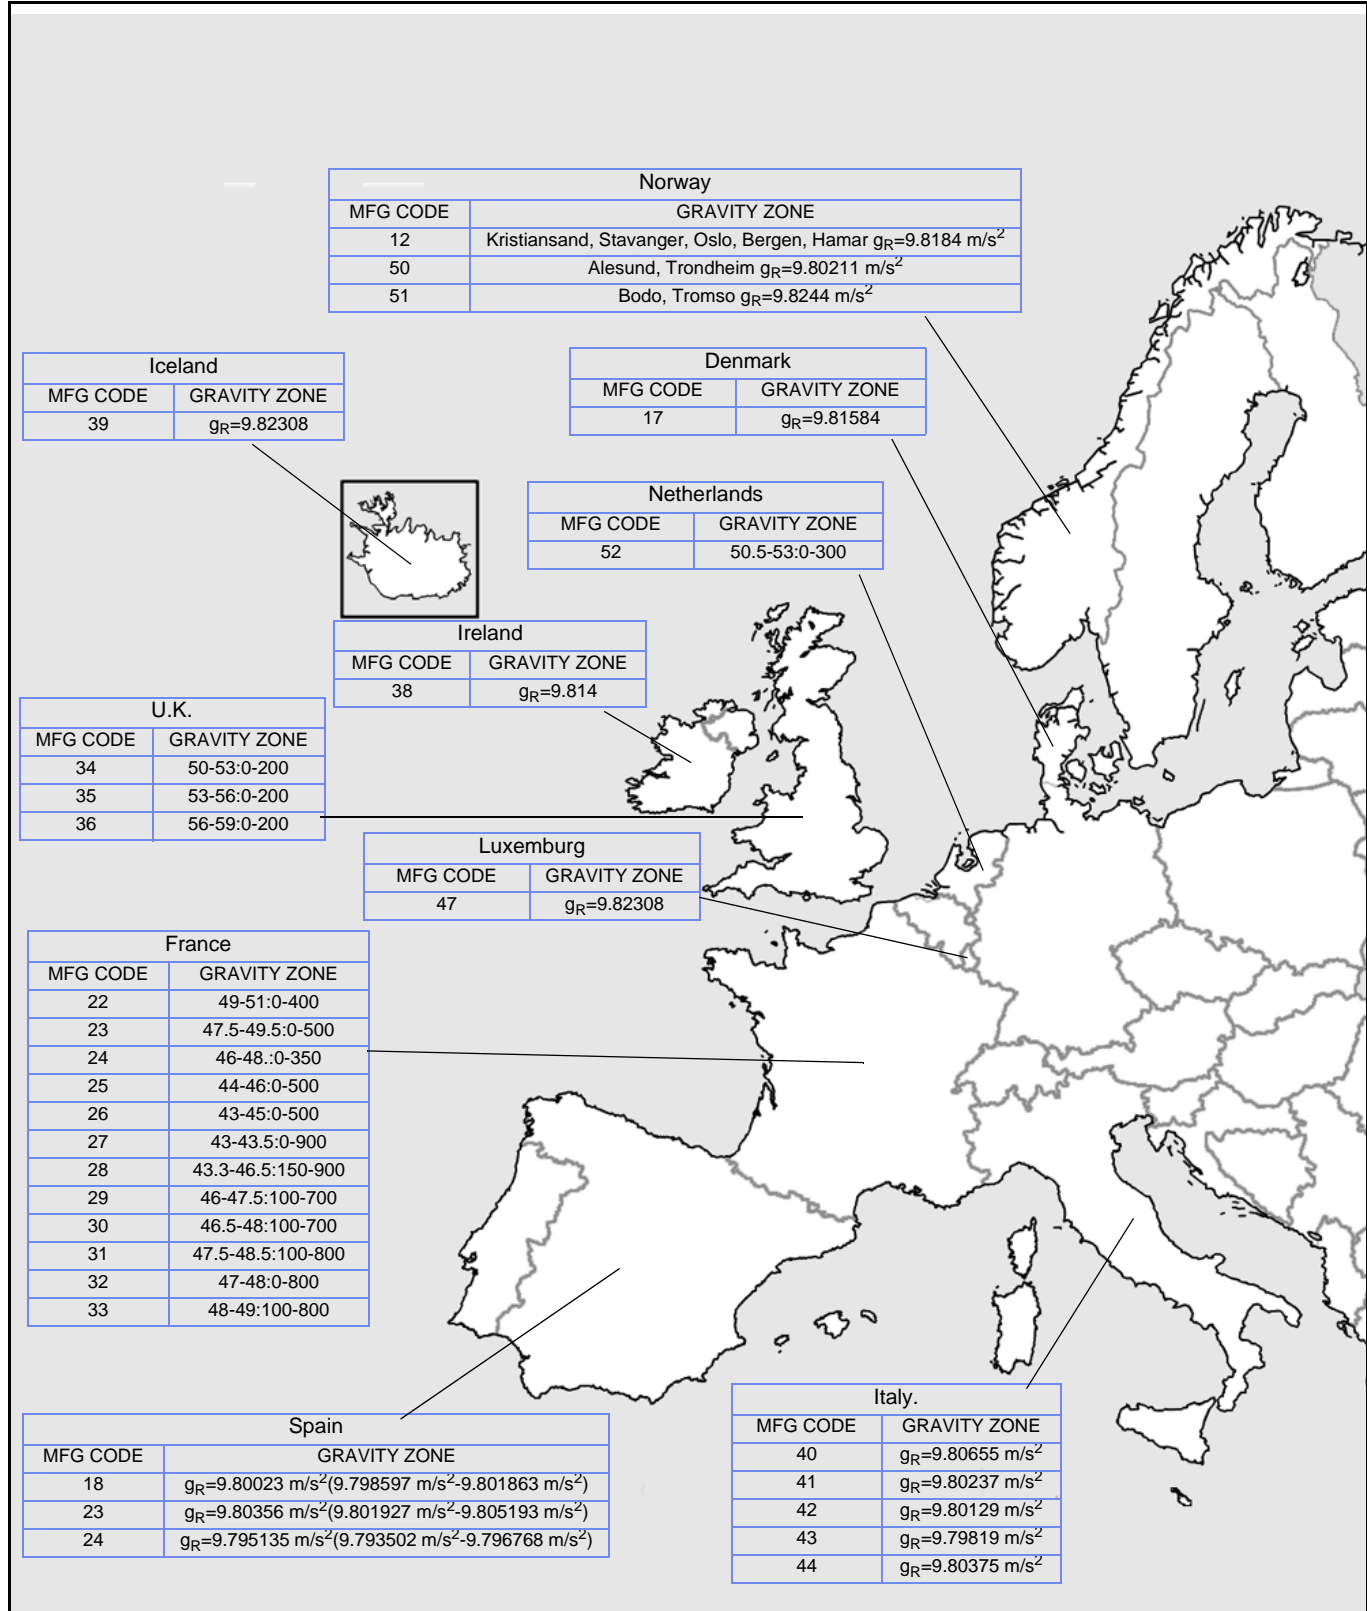 Norway
MFG CODE GRAVITY ZONE
12 Kristiansand, Stavanger, Oslo, Bergen, Hamar gR=9.8184 m/s2
50 Alesund, Trondheim gR=9.80211 m/s2
51 Bodo, Tromso gR=9.8244 m/s2
Iceland
MFG CODE GRAVITY ZONE
39 gR=9.82308
Denmark
MFG CODE GRAVITY ZONE
17 gR=9.81584
Netherlands
MFG CODE GRAVITY ZONE
52 50.5-53:0-300
Ireland
MFG CODE GRAVITY ZONE
38 gR=9.814
U.K.
MFG CODE GRAVITY ZONE
34 50-53:0-200
35 53-56:0-200
36 56-59:0-200
Luxemburg
MFG CODE GRAVITY ZONE
47 gR=9.82308
France
MFG CODE GRAVITY ZONE
22 49-51:0-400
23 47.5-49.5:0-500
24 46-48.:0-350
25 44-46:0-500
26 43-45:0-500
27 43-43.5:0-900
28 43.3-46.5:150-900
29 46-47.5:100-700
30 46.5-48:100-700
31 47.5-48.5:100-800
32 47-48:0-800
33 48-49:100-800
Spain
MFG CODE GRAVITY ZONE
18 gR=9.80023 m/s2(9.798597 m/s2-9.801863 m/s2)
23 gR=9.80356 m/s2(9.801927 m/s2-9.805193 m/s2)
24 gR=9.795135 m/s2(9.793502 m/s2-9.796768 m/s2)
Italy.
MFG CODE GRAVITY ZONE
40 gR=9.80655 m/s2
41 gR=9.80237 m/s2
42 gR=9.80129 m/s2
43 gR=9.79819 m/s2
44 gR=9.80375 m/s2